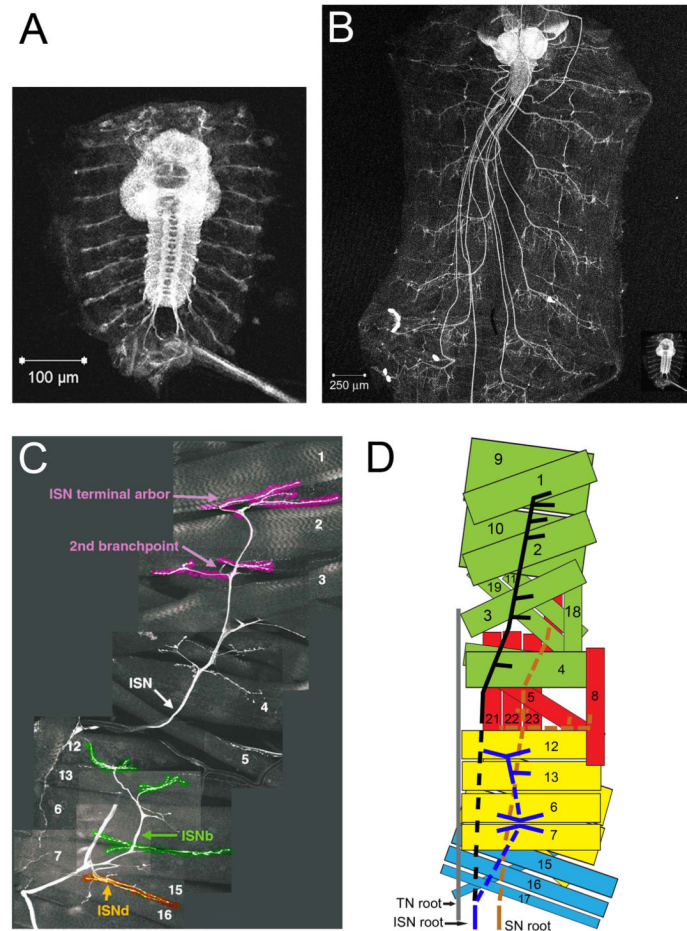 A
B
100 µm
250 µm
C
D
1
ISN terminal arbor
2
2nd branchpoint
3
ISN
4
12
5
13
6
ISNb
7
15
16
ISNd
9
1
10
2
19
11
3
18
4
8
5
21
22
23
12
13
6
7
15
16
17
TN root
ISN root
SN root